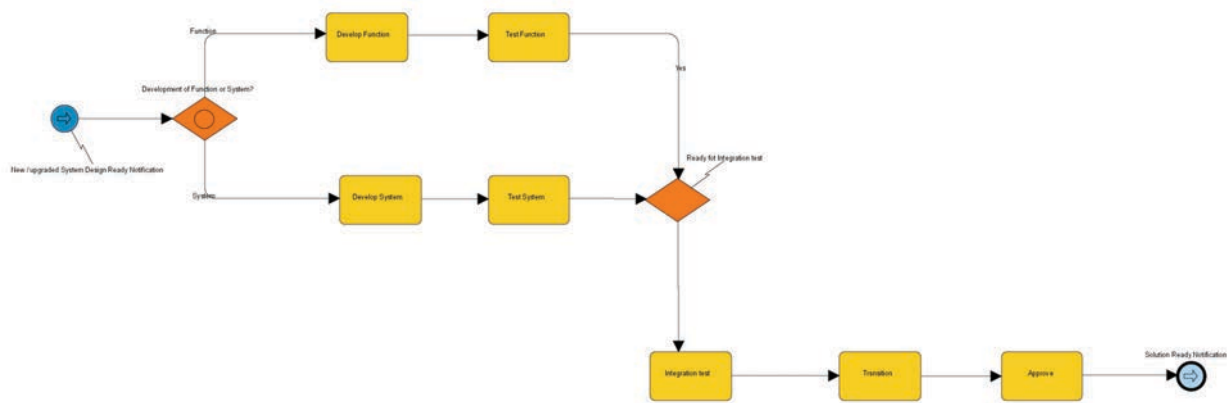 Function
Develop Function
Test Function
Yes
Development of Function or System?
New /upgraded System Design Ready Notification
Ready fot Integration test
System
Develop System
Test System
Solution Ready Notification
Integration test
Transition
Approve